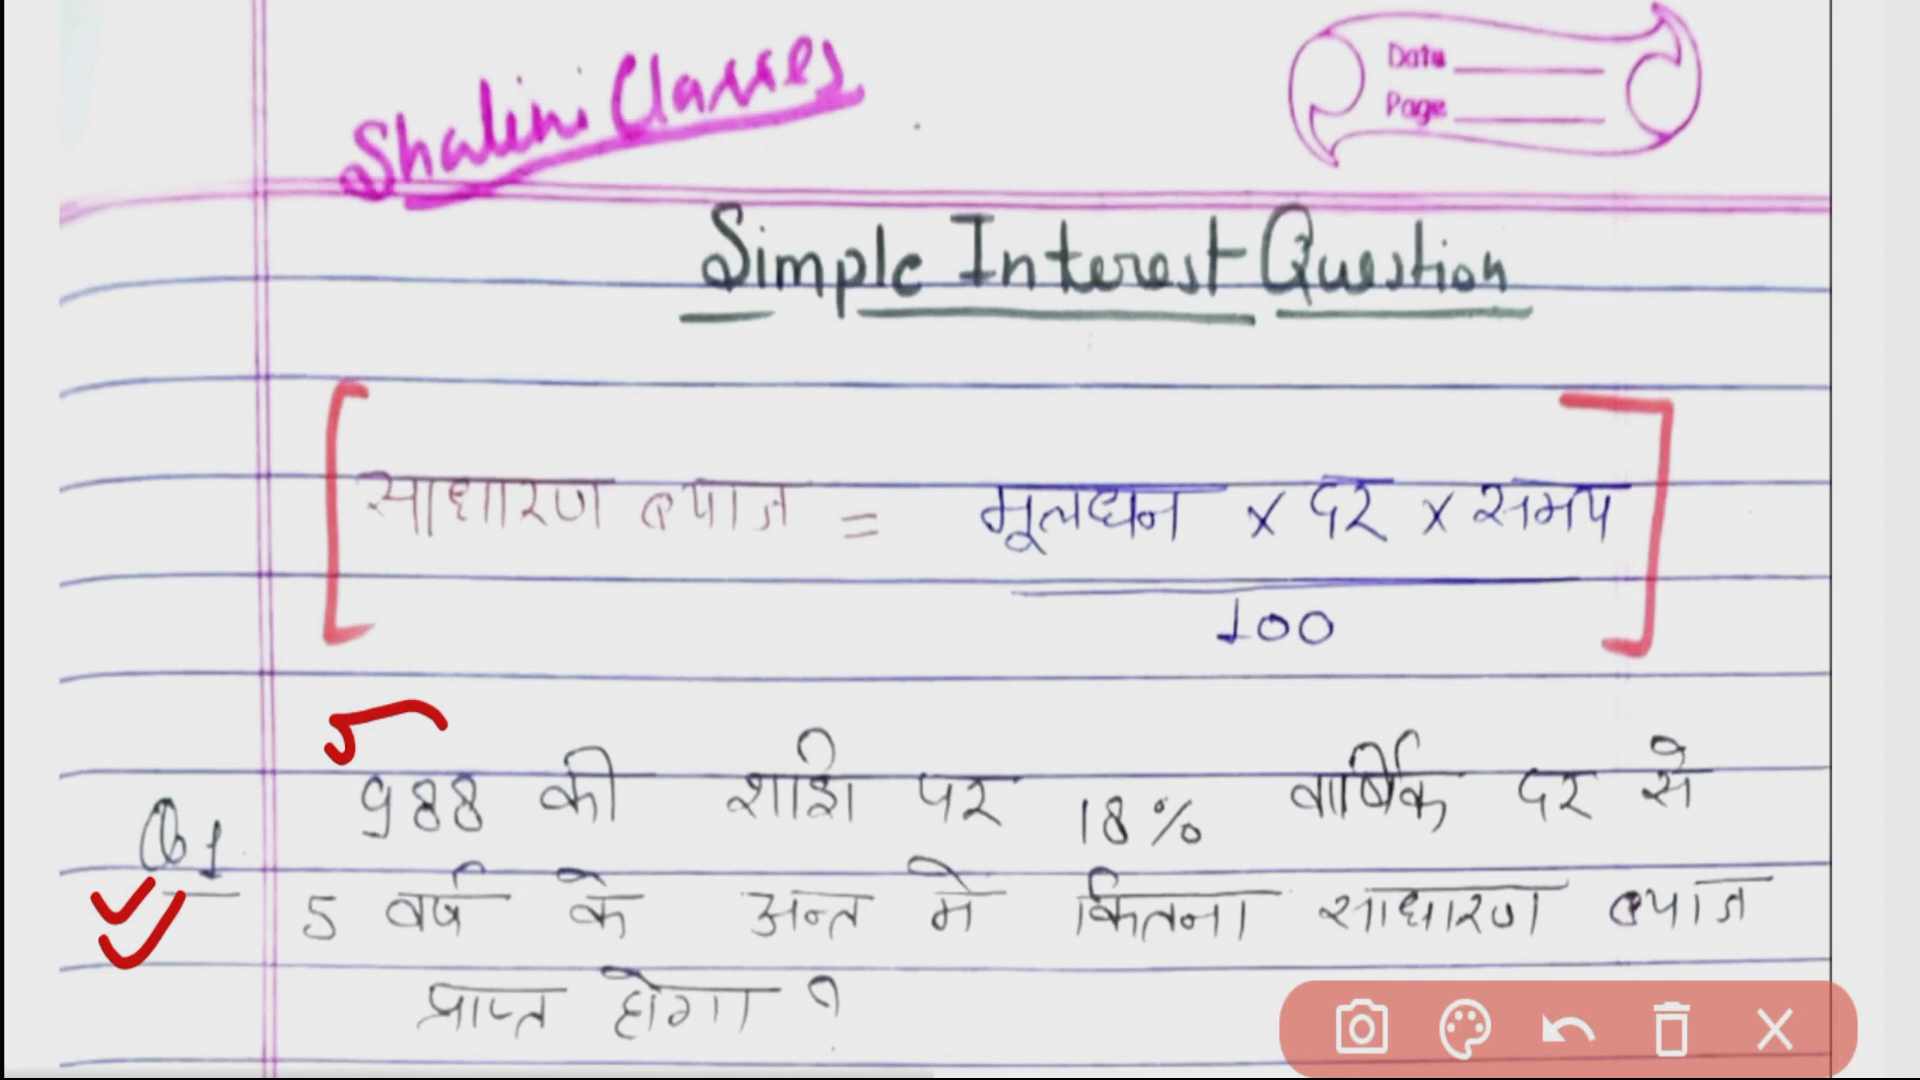 Shalini Classes
Date
Page
Simple Interest Question
साधारण ब्याज = मूलधन x दर x समय
100
Q1 988 की राशि पर 18% वार्षिक दर से
5 वर्ष के अन्त मे कितना साधारण ब्याज
प्राप्त होगा ?